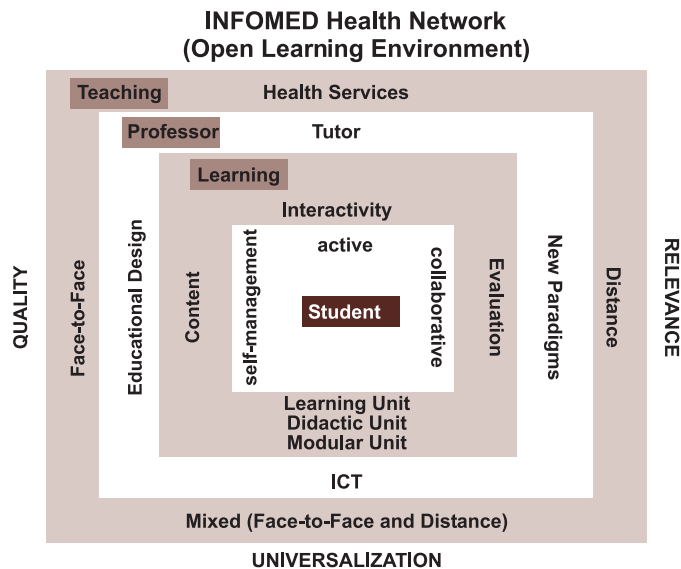 INFOMED Health Network
(Open Learning Environment)
Teaching
Health Services
Professor
Tutor
Learning
Interactivity
active
QUALITY
Face-to-Face
Educational Design
Content
self-management
Student
collaborative
Evaluation
New Paradigms
Distance
RELEVANCE
Learning Unit
Didactic Unit
Modular Unit
ICT
Mixed (Face-to-Face and Distance)
UNIVERSALIZATION